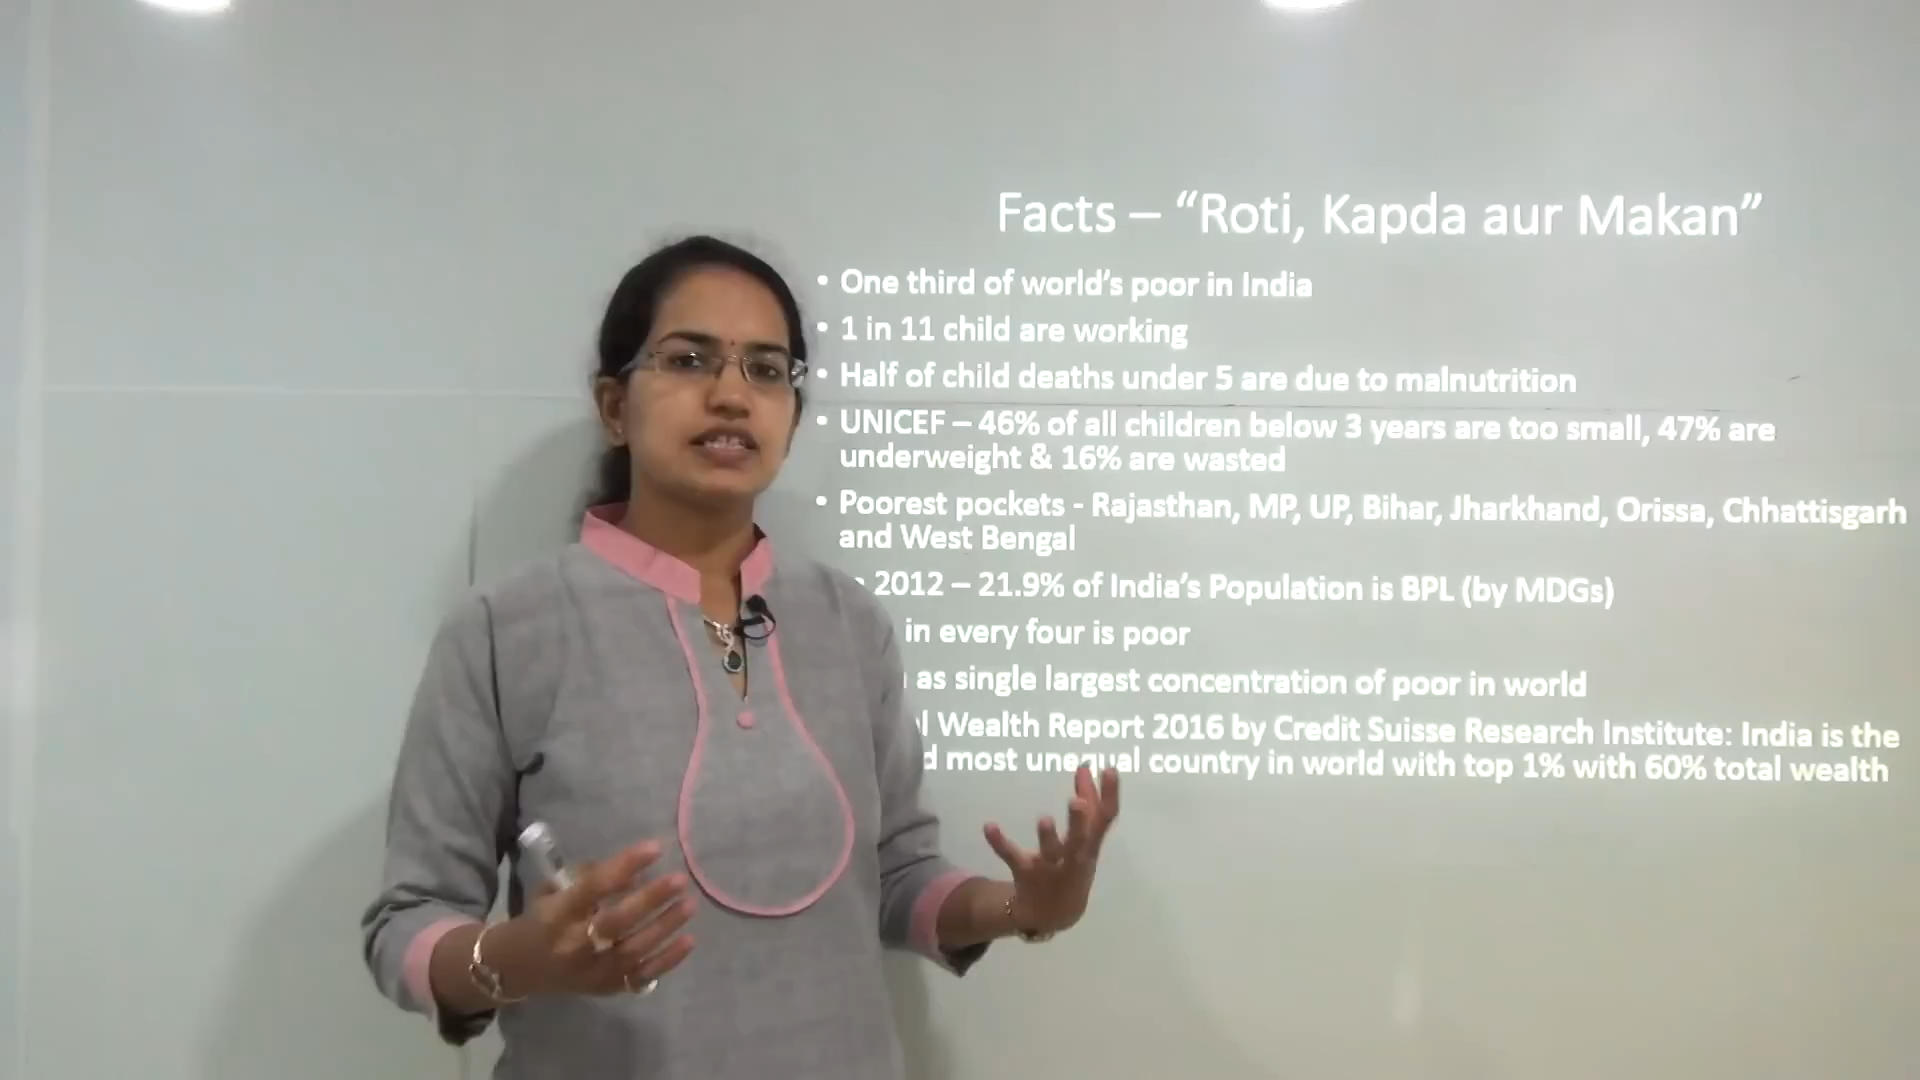 Facts – “Roti, Kapda aur Makan”
• One third of world’s poor in India
• 1 in 11 child are working
• Half of child deaths under 5 are due to malnutrition
• UNICEF – 46% of all children below 3 years are too small, 47% are
underweight & 16% are wasted
• Poorest pockets - Rajasthan, MP, UP, Bihar, Jharkhand, Orissa, Chhattisgarh
and West Bengal
2012 – 21.9% of India’s Population is BPL (by MDGs)
in every four is poor
as single largest concentration of poor in world
Wealth Report 2016 by Credit Suisse Research Institute: India is the
most unequal country in world with top 1% with 60% total wealth